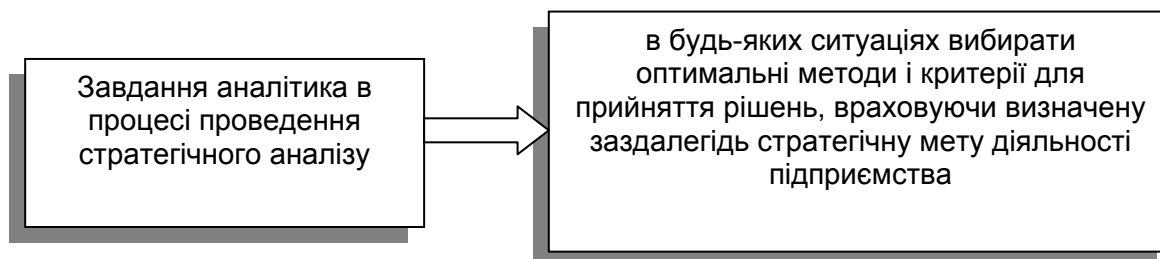 Завдання аналітика в
процесі проведення
стратегічного аналізу
в будь-яких ситуаціях вибирати
оптимальні методи і критерії для
прийняття рішень, враховуючи визначену
заздалегідь стратегічну мету діяльності
підприємства